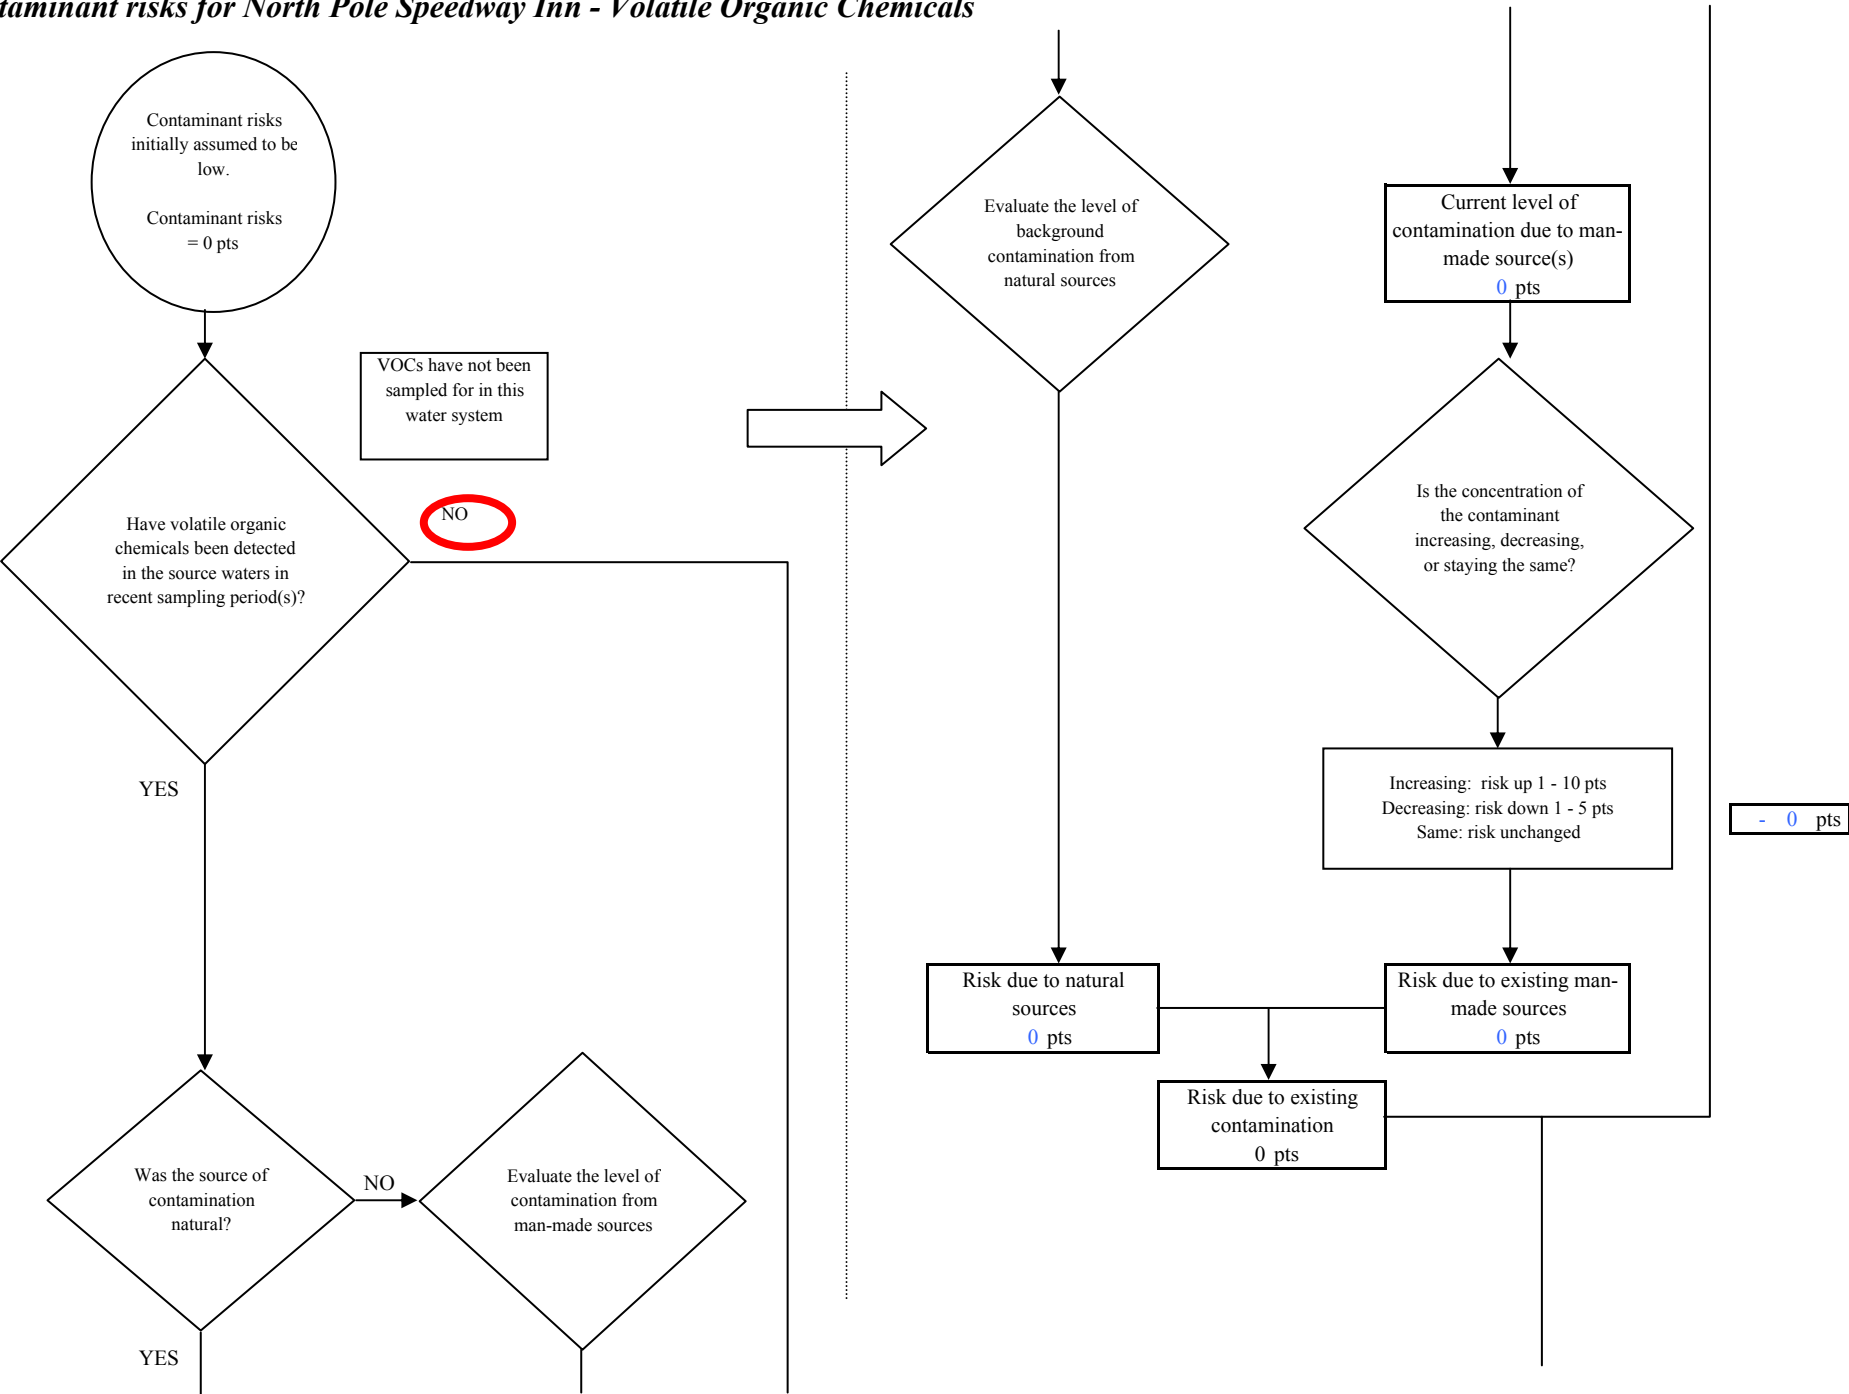 taminant risks for North Pole Speedway Inn - Volatile Organic Chemicals
Contaminant risks
initially assumed to be
low.
Contaminant risks
= 0 pts
VOCs have not been
sampled for in this
water system
NO
Have volatile organic
chemicals been detected
in the source waters in
recent sampling period(s)?
YES
Was the source of
contamination
natural?
NO
Evaluate the level of
contamination from
man-made sources
YES
Evaluate the level of
background
contamination from
natural sources
Current level of
contamination due to man-
made source(s)
0 pts
Is the concentration of
the contaminant
increasing, decreasing,
or staying the same?
Increasing: risk up 1 - 10 pts
Decreasing: risk down 1 - 5 pts
Same: risk unchanged
- 0 pts
Risk due to natural
sources
0 pts
Risk due to existing man-
made sources
0 pts
Risk due to existing
contamination
0 pts